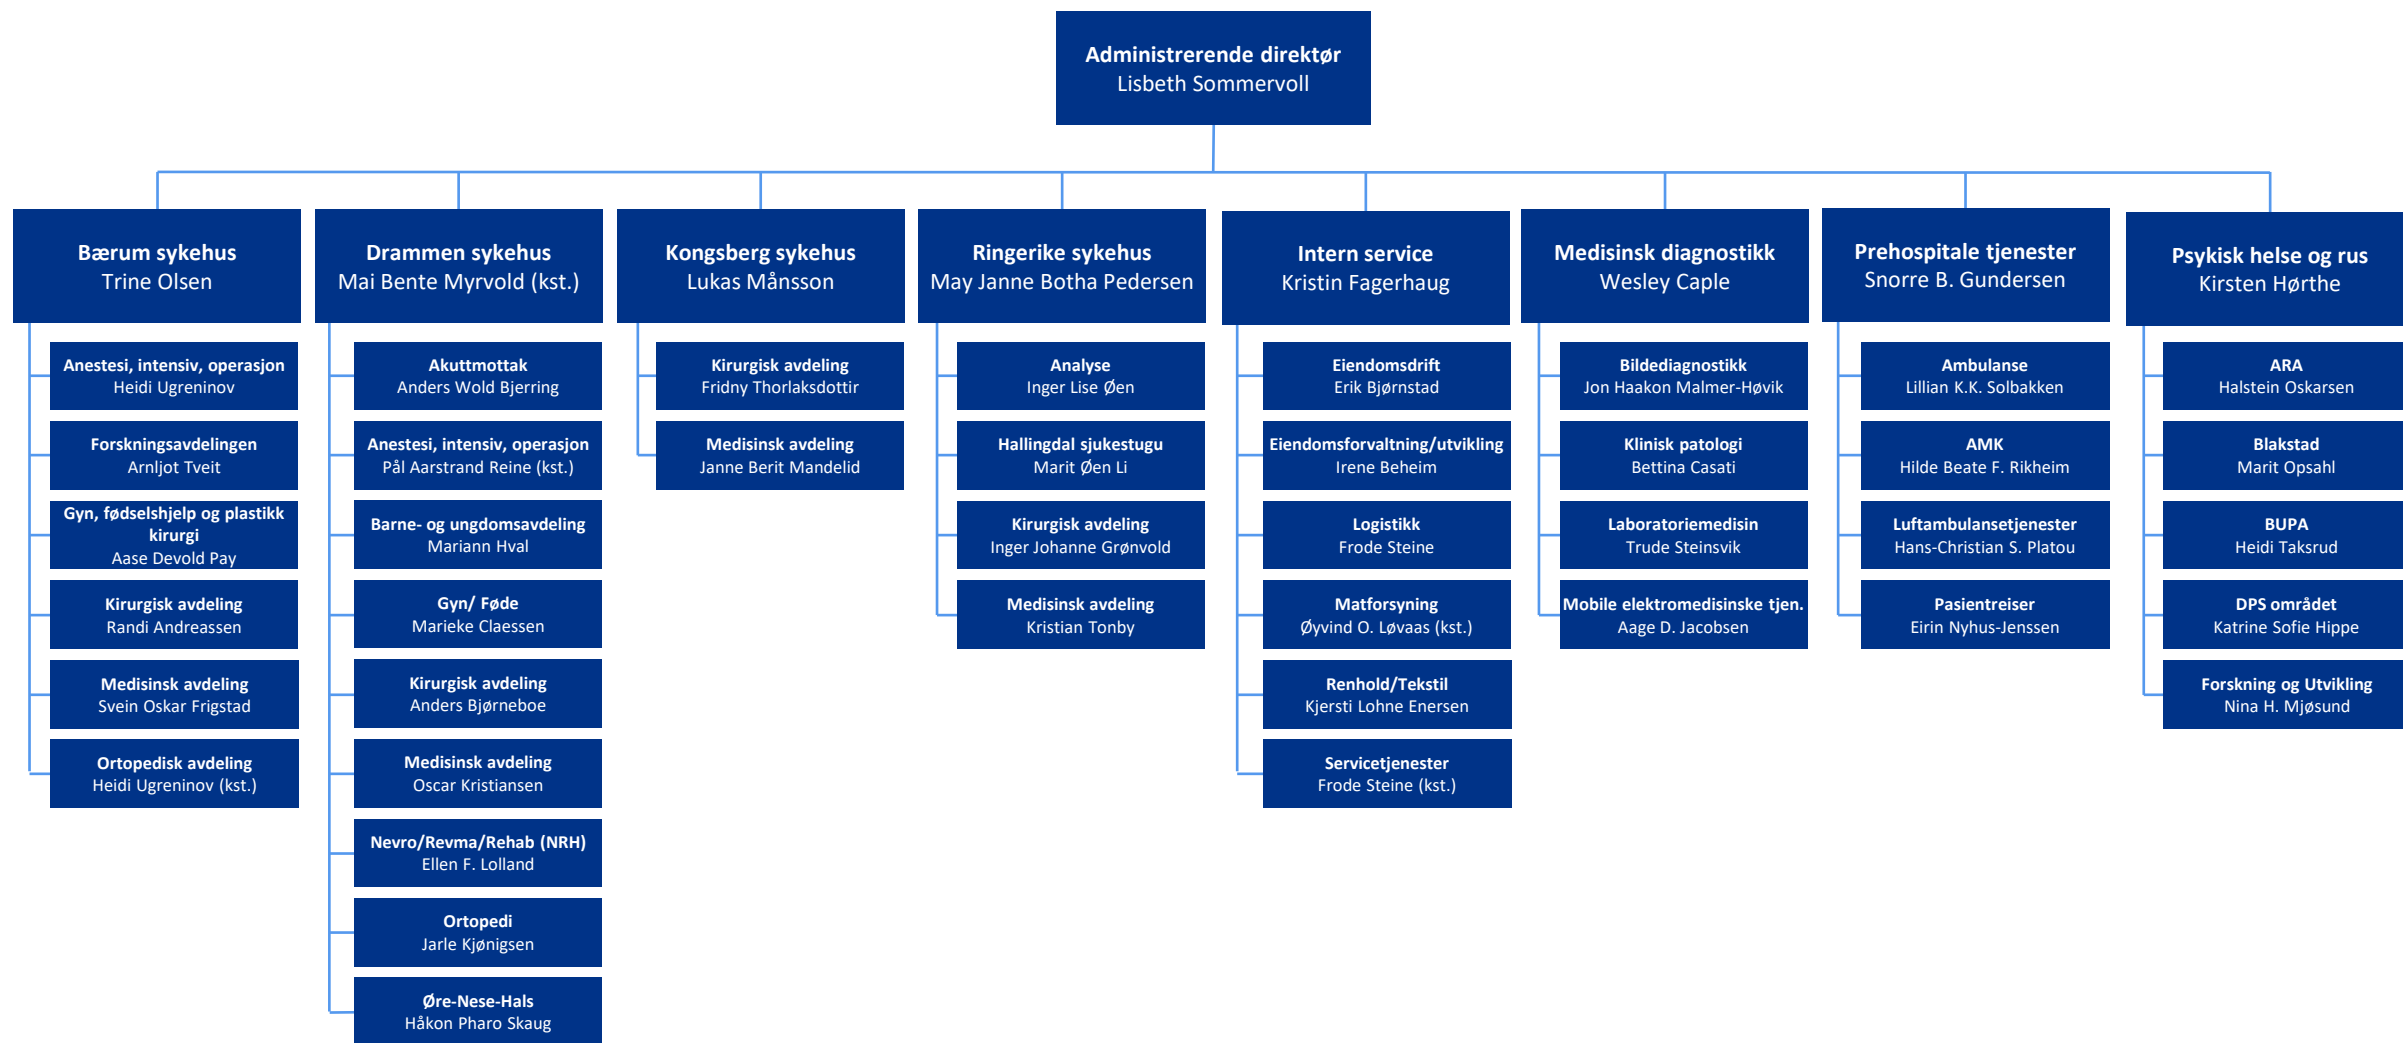 Administrerende direktør
Lisbeth Sommervoll
Bærum sykehus
Trine Olsen
Anestesi, intensiv, operasjon
Heidi Ugreninov
Forskningsavdelingen
Arnljot Tveit
Gyn, fødselshjelp og plastikk
kirurgi
Aase Devold Pay
Kirurgisk avdeling
Randi Andreassen
Medisinsk avdeling
Svein Oskar Frigstad
Ortopedisk avdeling
Heidi Ugreninov (kst.)
Drammen sykehus
Mai Bente Myrvold (kst.)
Akuttmottak
Anders Wold Bjerring
Anestesi, intensiv, operasjon
Pål Aarstrand Reine (kst.)
Barne- og ungdomsavdeling
Mariann Hval
Gyn/ Føde
Marieke Claessen
Kirurgisk avdeling
Anders Bjørneboe
Medisinsk avdeling
Oscar Kristiansen
Nevro/Revma/Rehab (NRH)
Ellen F. Lolland
Ortopedi
Jarle Kjønigsen
Øre-Nese-Hals
Håkon Pharo Skaug
Kongsberg sykehus
Lukas Månsson
Kirurgisk avdeling
Fridny Thorlaksdottir
Medisinsk avdeling
Janne Berit Mandelid
Ringerike sykehus
May Janne Botha Pedersen
Analyse
Inger Lise Øen
Hallingdal sjukestugu
Marit Øen Li
Kirurgisk avdeling
Inger Johanne Grønvold
Medisinsk avdeling
Kristian Tonby
Intern service
Kristin Fagerhaug
Eiendomsdrift
Erik Bjørnstad
Eiendomsforvaltning/utvikling
Irene Beheim
Logistikk
Frode Steine
Matforsyning
Øyvind O. Løvaas (kst.)
Renhold/Tekstil
Kjersti Lohne Enersen
Servicetjenester
Frode Steine (kst.)
Medisinsk diagnostikk
Wesley Caple
Bildediagnostikk
Jon Haakon Malmer-Høvik
Klinisk patologi
Bettina Casati
Laboratoriemedisin
Trude Steinsvik
Mobile elektromedisinske tjen.
Aage D. Jacobsen
Prehospitale tjenester
Snorre B. Gundersen
Ambulanse
Lillian K.K. Solbakken
AMK
Hilde Beate F. Rikheim
Luftambulansetjenester
Hans-Christian S. Platou
Pasientreiser
Eirin Nyhus-Jenssen
Psykisk helse og rus
Kirsten Hørthe
ARA
Halstein Oskarsen
Blakstad
Marit Opsahl
BUPA
Heidi Taksrud
DPS området
Katrine Sofie Hippe
Forskning og Utvikling
Nina H. Mjøsund